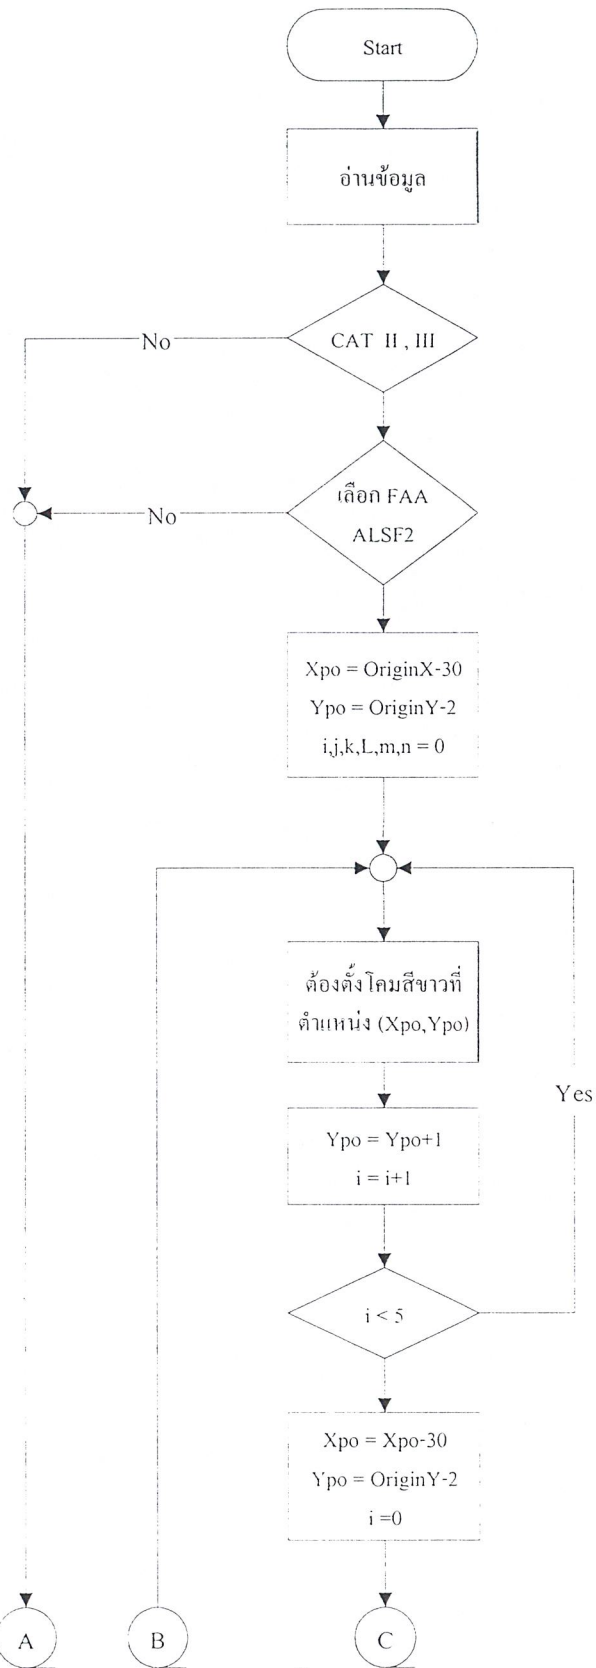 Start
อ่านข้อมูล
CAT II , III
No
เลือก FAA
ALSF2
No
Xpo = OriginX-30
Ypo = OriginY-2
i,j,k,L,m,n = 0
ต้องตั้งโคมสีขาวที่
ตำแหน่ง (Xpo,Ypo)
Yes
Ypo = Ypo+1
i = i+1
i < 5
Xpo = Xpo-30
Ypo = OriginY-2
i =0
A
B
C